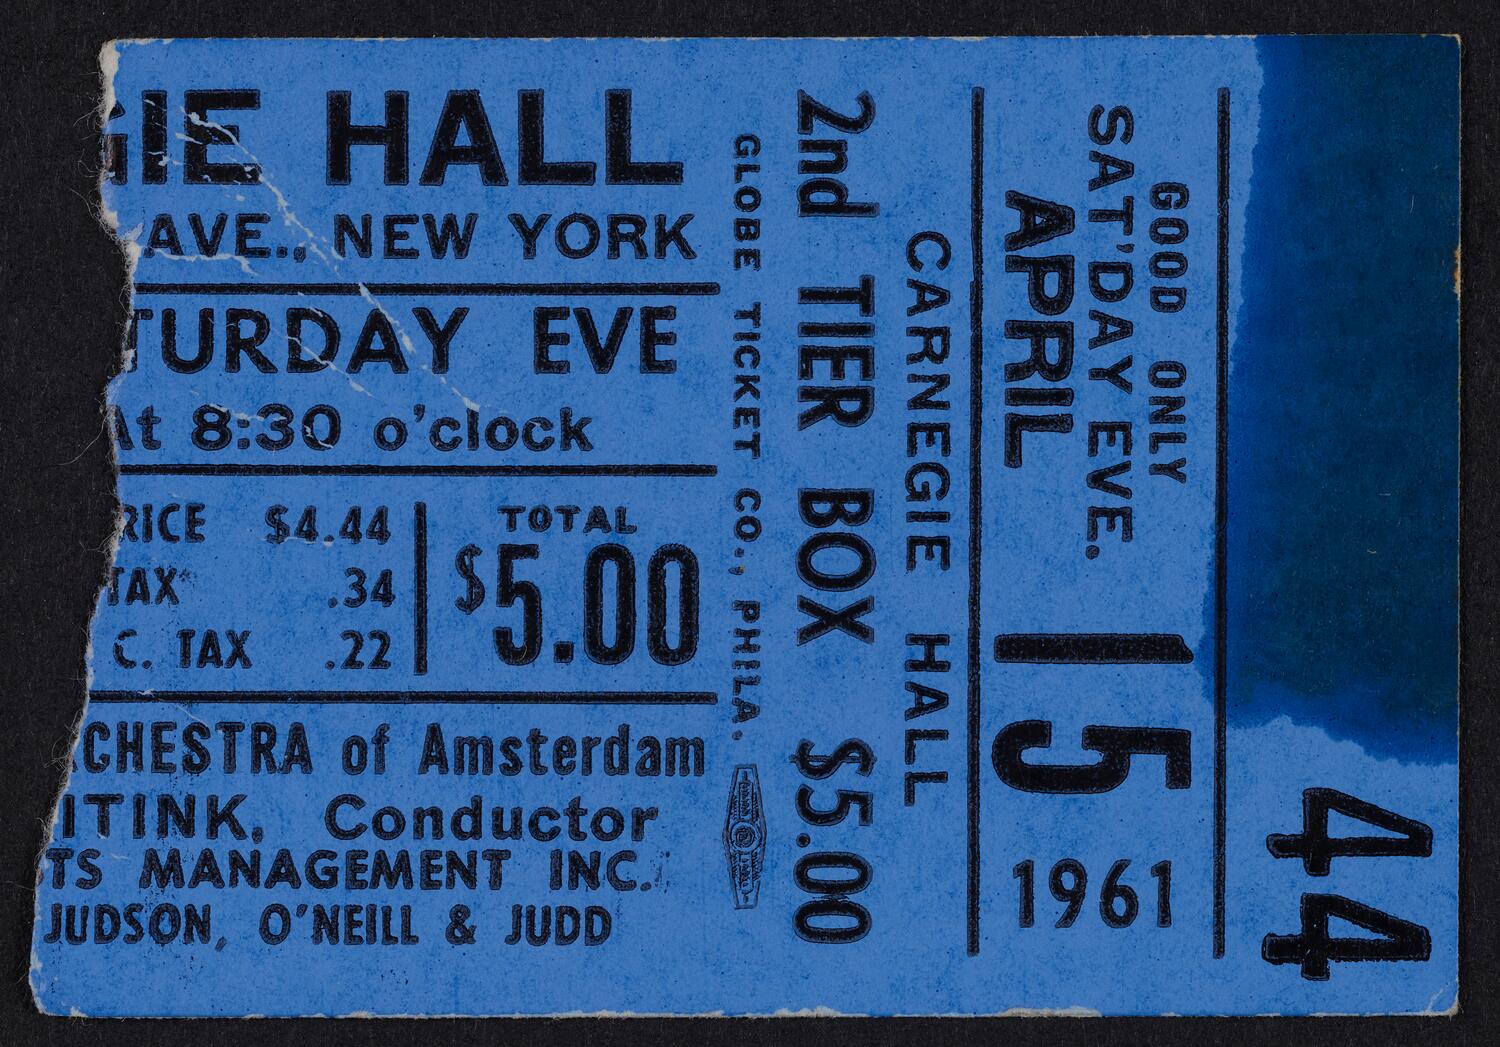 GIE HALL
AVE., NEW YORK
TURDAY EVE
At 8:30 o'clock
RICE $4.44
TAX .34
C. TAX .22
TOTAL
$5.00
CHESTRA of Amsterdam
ITINK, Conductor
TS MANAGEMENT INC.
JUDSON, O'NEILL & JUDD
GLOBE TICKET CO., PHILA.
2nd TIER BOX $5.00
CARNEGIE HALL
APRIL 15 1961
SAT'DAY EVE.
GOOD ONLY
44